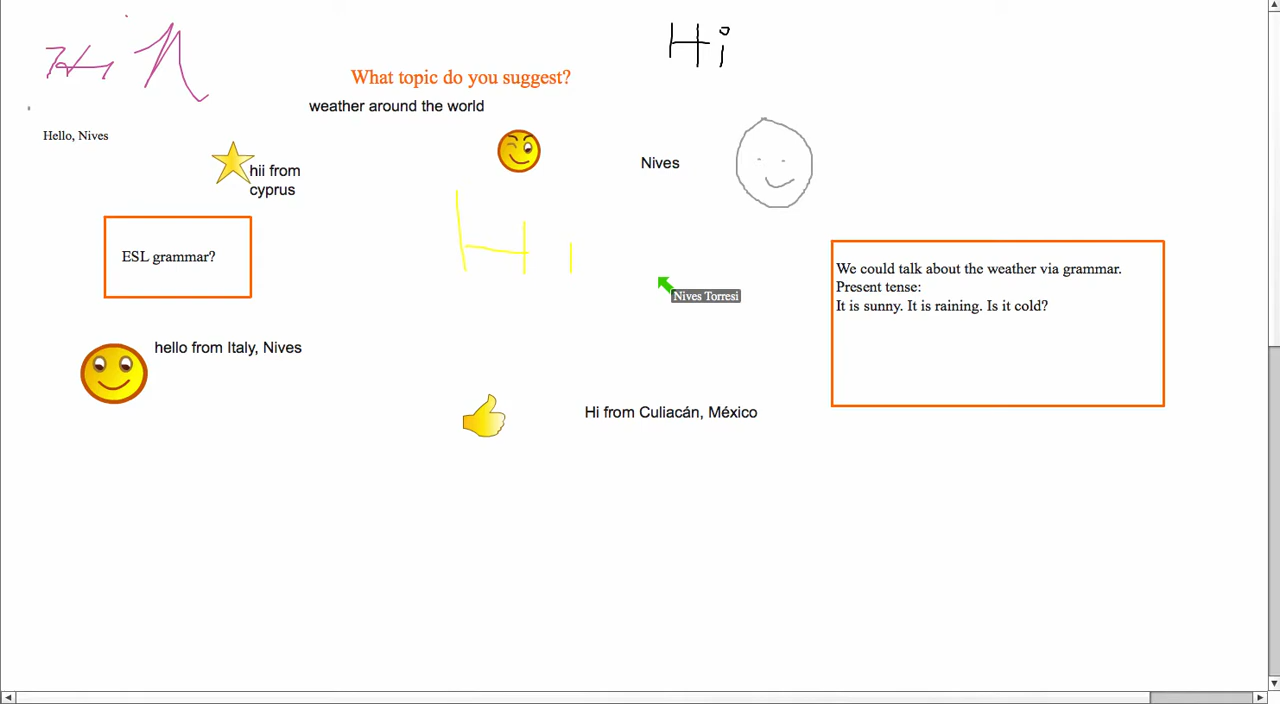 Hi
What topic do you suggest?
weather around the world
Hello, Nives
Nives
hii from
cyprus
Hi
ESL grammar?
We could talk about the weather via grammar.
Present tense:
It is sunny. It is raining. Is it cold?
Nives Torresi
hello from Italy, Nives
Hi from Culiacán, México